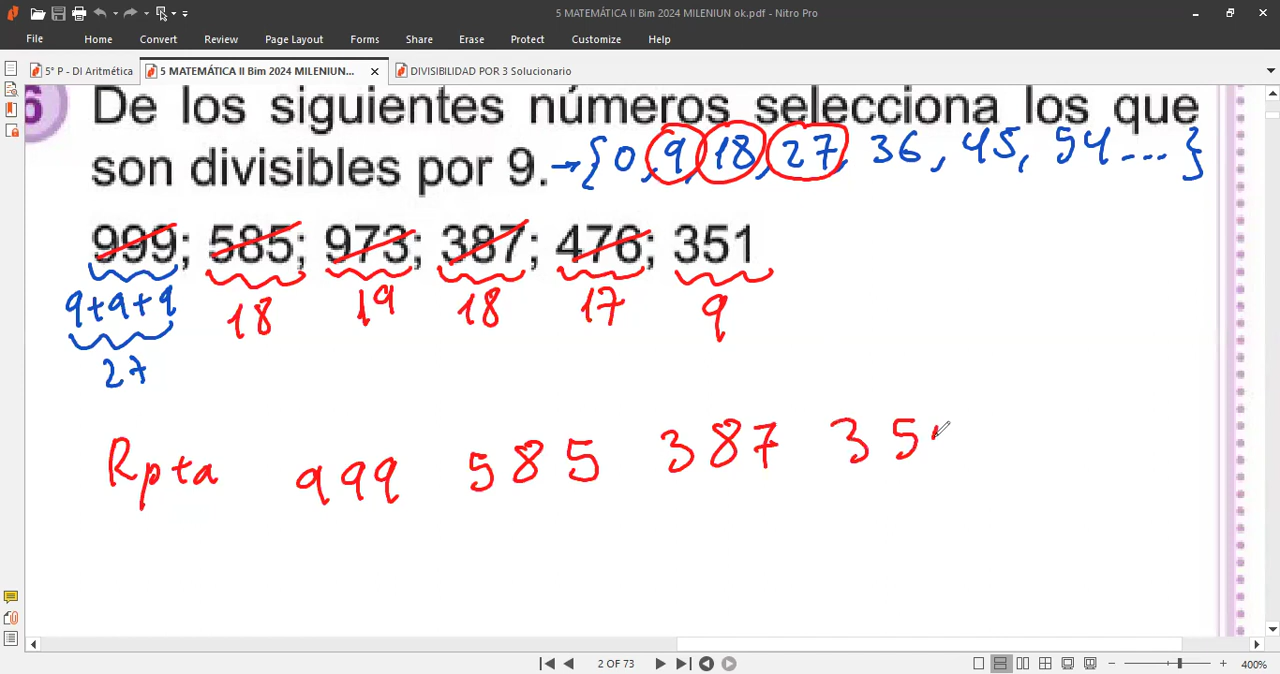 5 MATEMÁTICA II Bim 2024 MILENIUN ok.pdf - Nitro Pro
File Home Convert Review Page Layout Forms Share Erase Protect Customize Help
5° P - DI Aritmética 5 MATEMÁTICA II Bim 2024 MILENIUN... DIVISIBILIDAD POR 3 Solucionario
6 De los siguientes números selecciona los que
son divisibles por 9. →{0, 9, 18, 27, 36, 45, 54 ... }
999; 585; 973; 387; 476; 351
9+9+9 18 19 18 17 9
27
Rpta 999 585 387 35
2 OF 73 400%